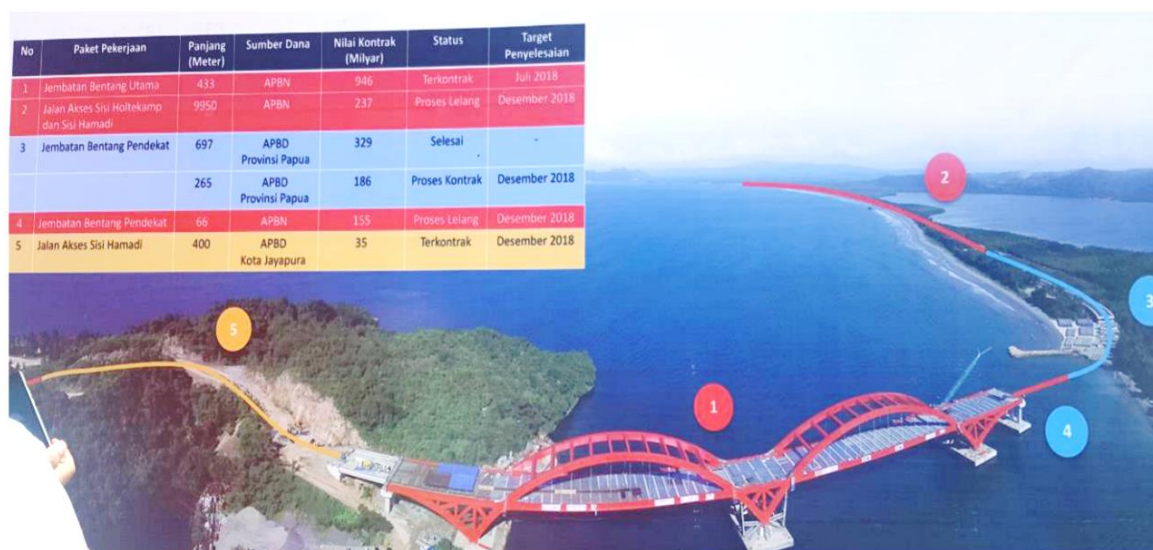 No Paket Pekerjaan Panjang (Meter) Sumber Dana Nilai Kontrak (Milyar) Status Target Penyelesaian
1 Jembatan Bentang Utama 433 APBN 946 Terkontrak Juli 2018
2 Jalan Akses Sisi Holtekamp dan Sisi Hamadi 9950 APBN 237 Proses Lelang Desember 2018
3 Jembatan Bentang Pendekat 697 APBD Provinsi Papua 329 Selesai -
265 APBD Provinsi Papua 186 Proses Kontrak Desember 2018
4 Jembatan Bentang Pendekat 66 APBN 155 Proses Lelang Desember 2018
5 Jalan Akses Sisi Hamadi 400 APBD Kota Jayapura 35 Terkontrak Desember 2018
2
3
5
1
4